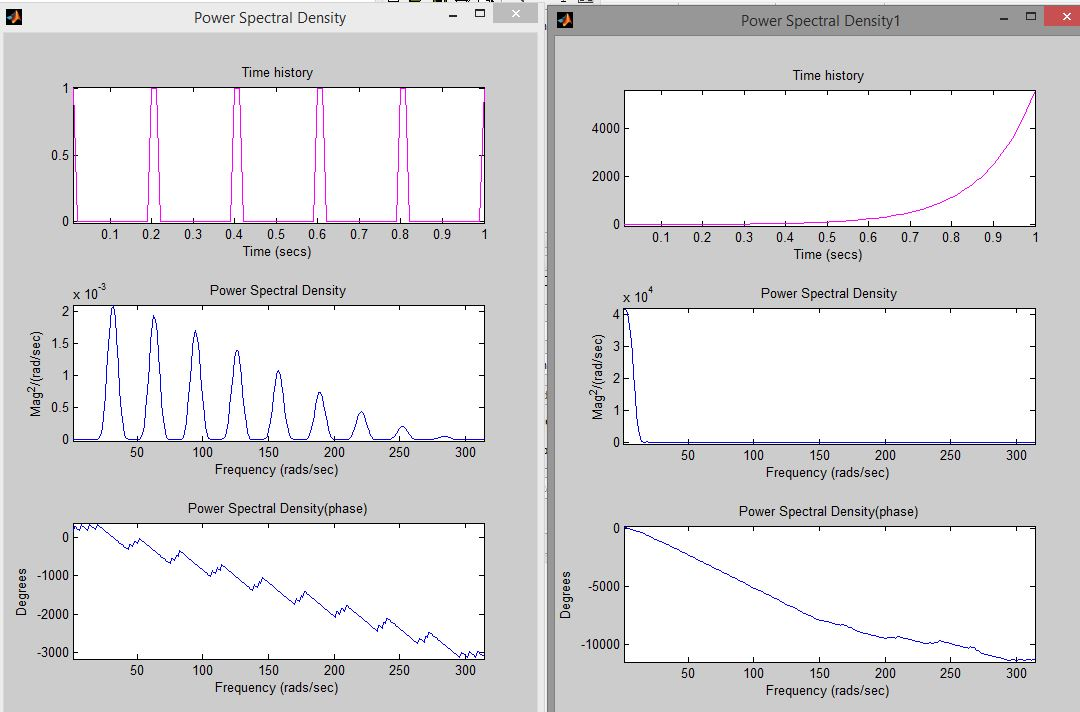 Power Spectral Density
Time history
1
0.5
0
0.1 0.2 0.3 0.4 0.5 0.6 0.7 0.8 0.9 1
Time (secs)
x 10-3
Power Spectral Density
2
1.5
1
0.5
0
Mag2/(rad/sec)
50 100 150 200 250 300
Frequency (rads/sec)
Power Spectral Density(phase)
0
-1000
-2000
-3000
Degrees
50 100 150 200 250 300
Frequency (rads/sec)
Power Spectral Density1
Time history
4000
2000
0
0.1 0.2 0.3 0.4 0.5 0.6 0.7 0.8 0.9 1
Time (secs)
x 104
Power Spectral Density
4
3
2
1
0
Mag2/(rad/sec)
50 100 150 200 250 300
Frequency (rads/sec)
Power Spectral Density(phase)
0
-5000
-10000
Degrees
50 100 150 200 250 300
Frequency (rads/sec)